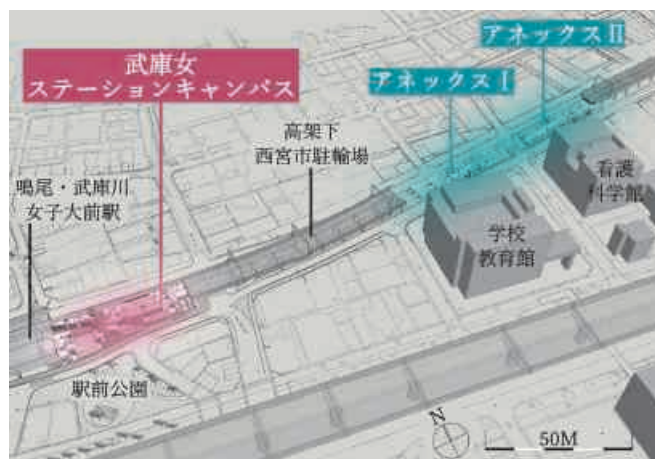 武庫女
ステーションキャンパス
アネックスⅡ
アネックスⅠ
高架下
西宮市駐輪場
鳴尾・武庫川
女子大前駅
看護
科学館
学校
教育館
駅前公園
N
50M